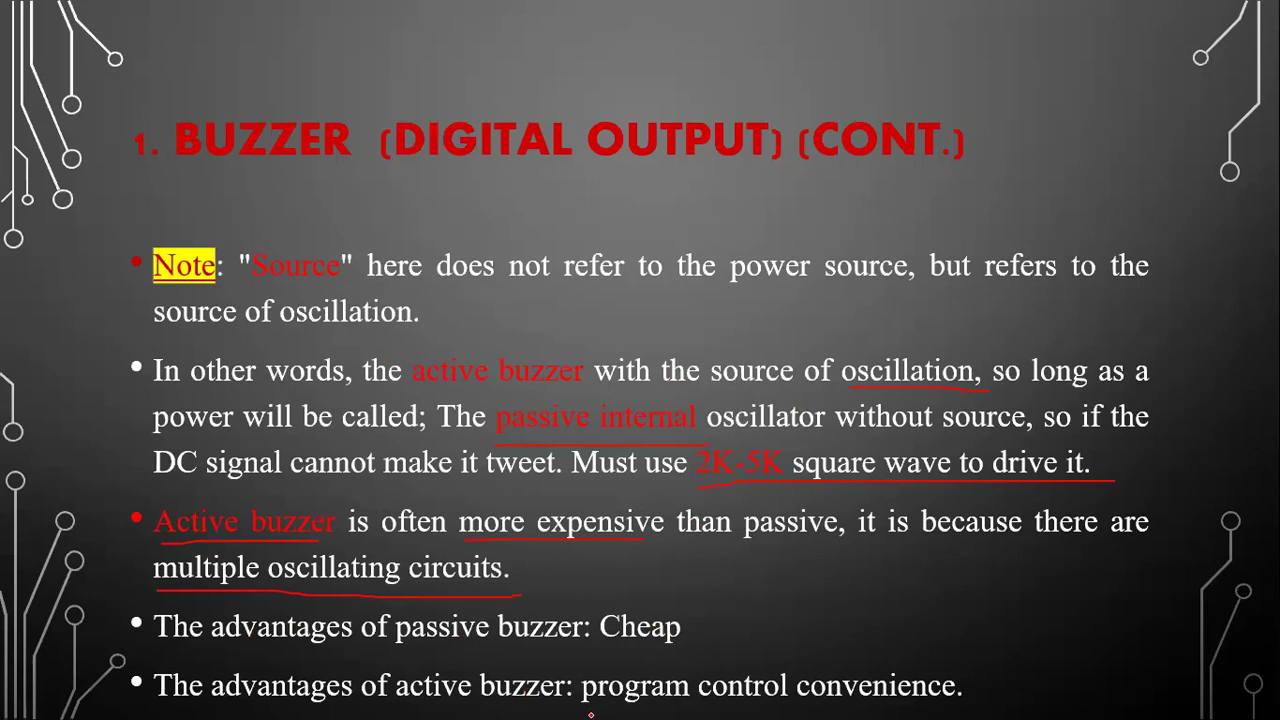 1. BUZZER (DIGITAL OUTPUT) (CONT.)
• Note: "Source" here does not refer to the power source, but refers to the
source of oscillation.
• In other words, the active buzzer with the source of oscillation, so long as a
power will be called; The passive internal oscillator without source, so if the
DC signal cannot make it tweet. Must use 2K-5K square wave to drive it.
• Active buzzer is often more expensive than passive, it is because there are
multiple oscillating circuits.
• The advantages of passive buzzer: Cheap
• The advantages of active buzzer: program control convenience.